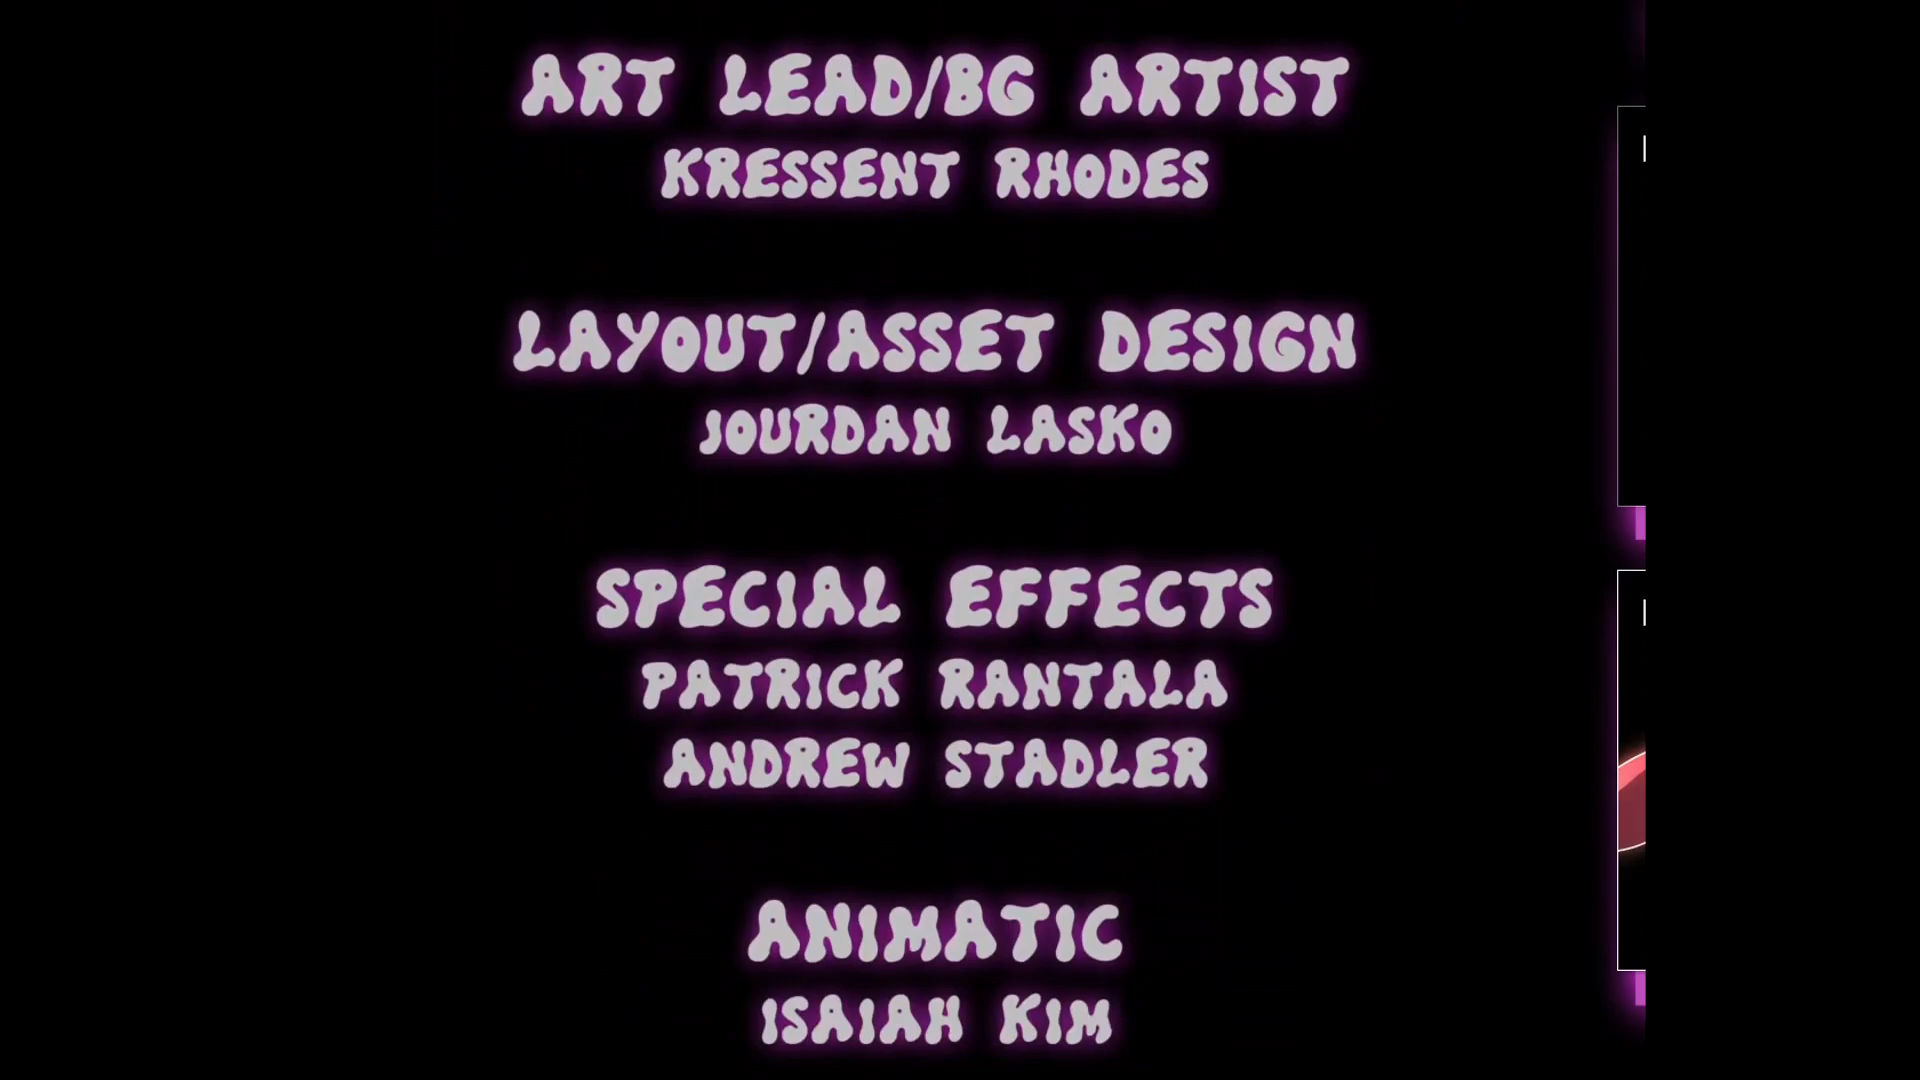 ART LEAD/BG ARTIST
KRESSENT RHODES
LAYOUT/ASSET DESIGN
JOURDAN LASKO
SPECIAL EFFECTS
PATRICK RANTALA
ANDREW STADLER
ANIMATIC
ISAIAH KIM